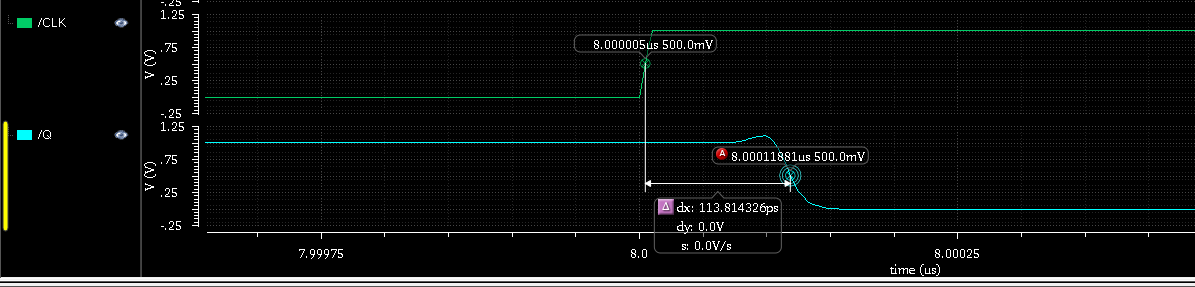 -.25
/CLK
1.25
.75
V (V)
.25
-.25
8.000005us 500.0mV
/Q
1.25
.75
V (V)
.25
-.25
A 8.00011881us 500.0mV
Δ dx: 113.814326ps
dy: 0.0V
s: 0.0V/s
7.99975
8.0
8.00025
time (us)